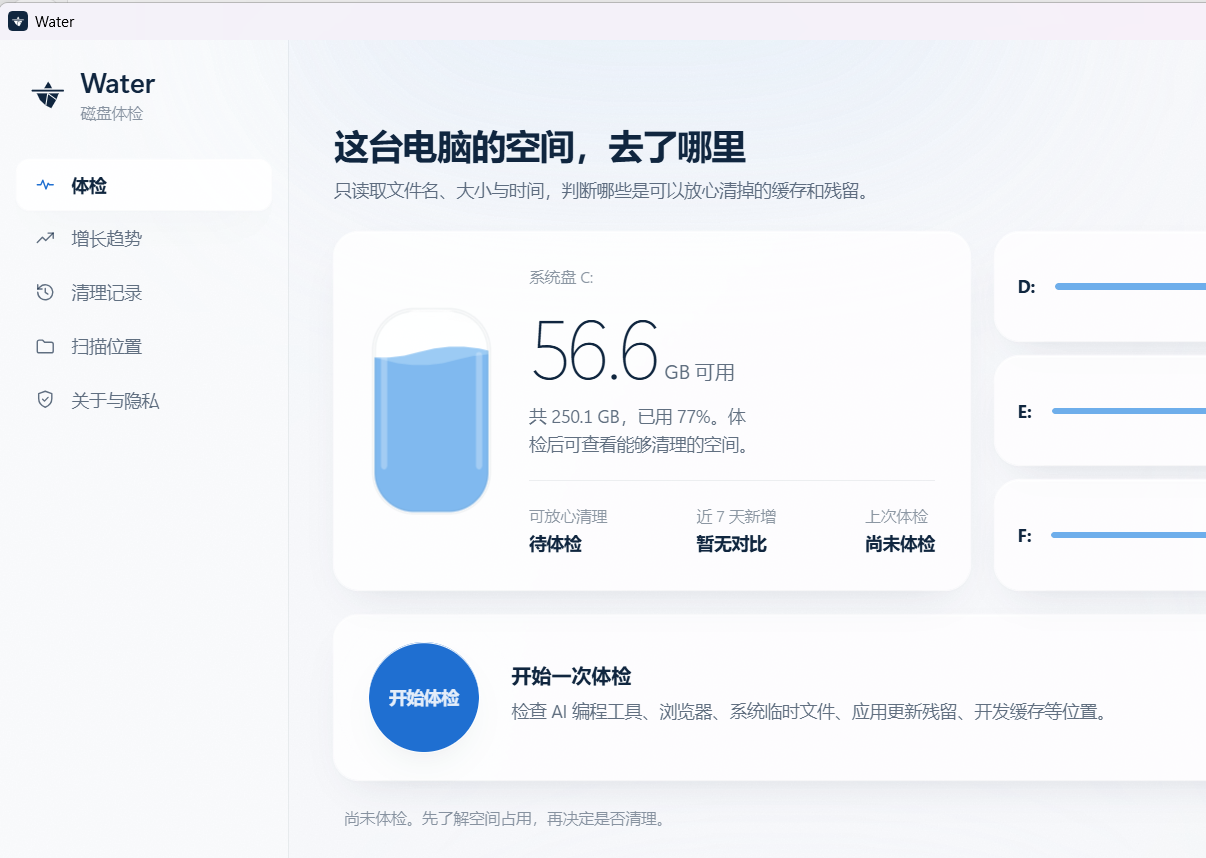 Water
Water
磁盘体检
体检
增长趋势
清理记录
扫描位置
关于与隐私
这台电脑的空间，去了哪里
只读取文件名、大小与时间，判断哪些是可以放心清掉的缓存和残留。
系统盘 C:
56.6 GB 可用
共 250.1 GB，已用 77%。体
检后可查看能够清理的空间。
可放心清理
待体检
近 7 天新增
暂无对比
上次体检
尚未体检
D:
E:
F:
开始体检
开始一次体检
检查 AI 编程工具、浏览器、系统临时文件、应用更新残留、开发缓存等位置。
尚未体检。先了解空间占用，再决定是否清理。